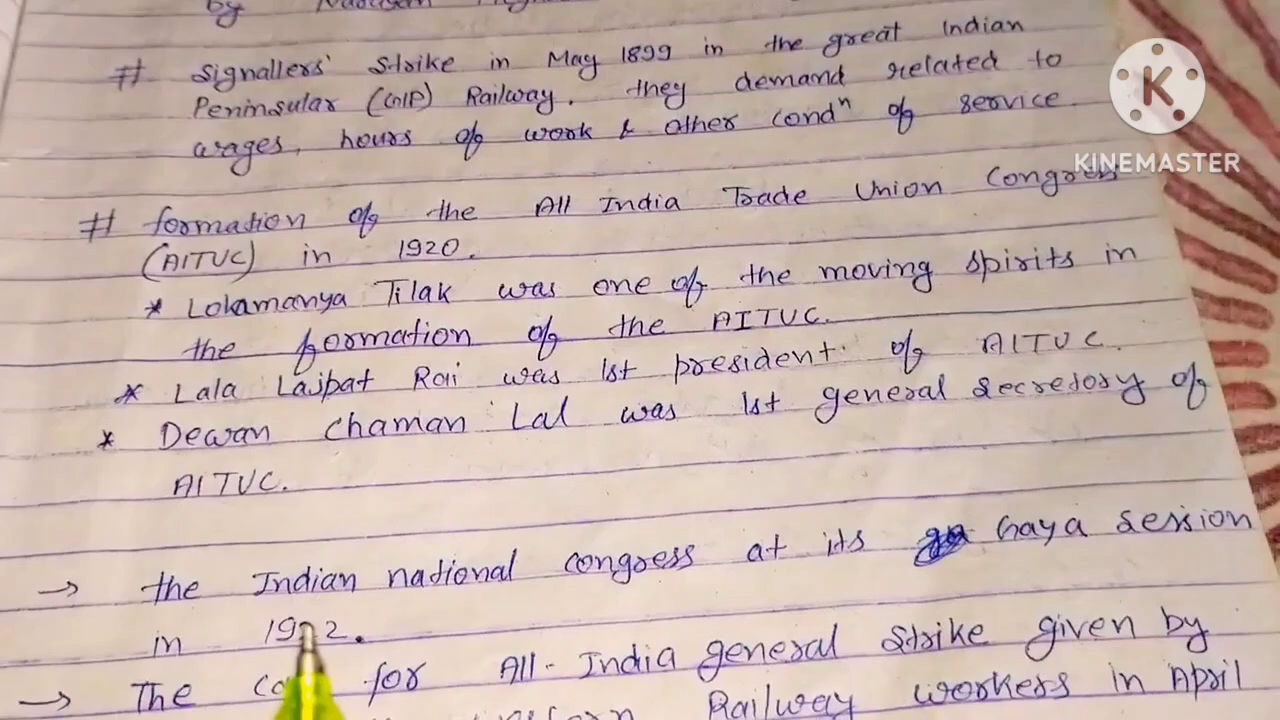 by
# Signallers' Strike in May 1899 in the great Indian
Peninsular (GIP) Railway. they demand related to
wages, hours of work & other condⁿ of service.
# formation of the All India Trade Union Congress
(AITUC) in 1920.
* Lokamanya Tilak was one of the moving spirits in
the formation of the AITUC.
* Lala Lajpat Rai was 1st president. of AITUC.
* Dewan Chaman Lal was 1st general secretory of
AITUC.
→ the Indian national congress at its Gaya session
in 1922.
→ The for All-India general Strike given by
Railway workers in April
KINEMASTER